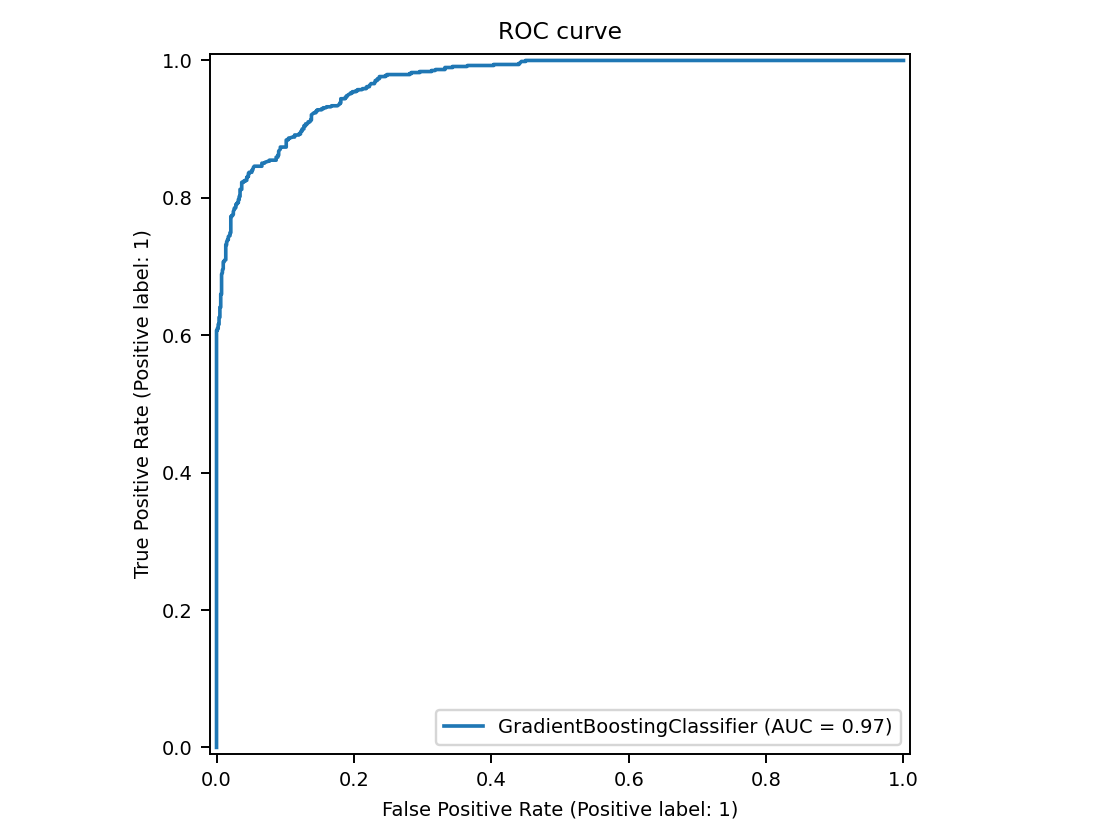 ROC curve
1.0
0.8
0.6
0.4
0.2
0.0
True Positive Rate (Positive label: 1)
GradientBoostingClassifier (AUC = 0.97)
0.0 0.2 0.4 0.6 0.8 1.0
False Positive Rate (Positive label: 1)